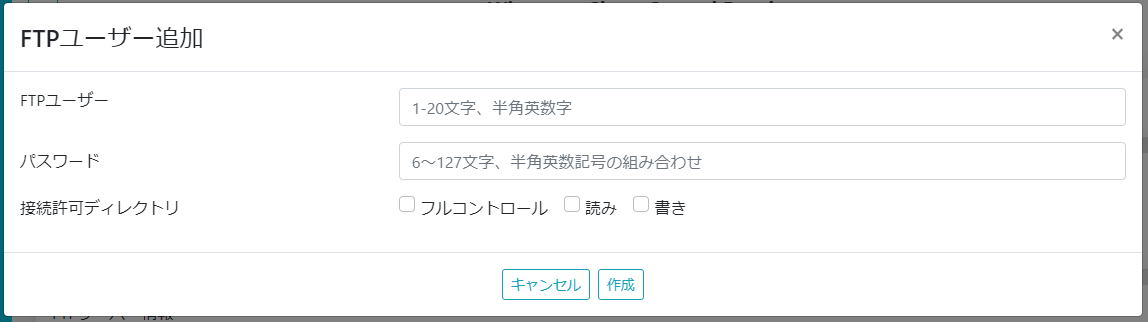 FTPユーザー追加
×
FTPユーザー
1-20文字、半角英数字
パスワード
6～127文字、半角英数記号の組み合わせ
接続許可ディレクトリ
フルコントロール 読み 書き
キャンセル 作成